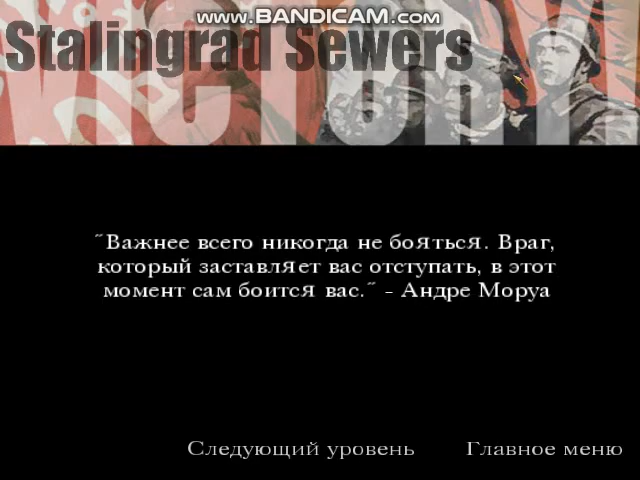 www.BANDICAM.com
Stalingrad Sewers
VICTORY!
˝Важнее всего никогда не бояться. Враг,
который заставляет вас отступать, в этот
момент сам боится вас.˝ - Андре Моруа
Следующий уровень Главное меню